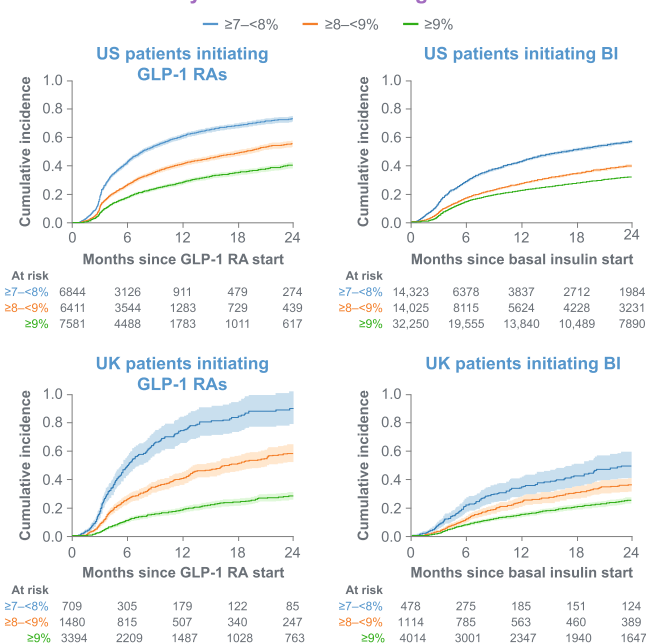 ≥7–<8% ≥8–<9% ≥9%
US patients initiating
GLP-1 RAs
Cumulative incidence
1.0
0.8
0.6
0.4
0.2
0.0
0 6 12 18 24
Months since GLP-1 RA start
At risk
≥7–<8% 6844 3126 911 479 274
≥8–<9% 6411 3544 1283 729 439
≥9% 7581 4488 1783 1011 617
US patients initiating BI
Cumulative incidence
1.0
0.8
0.6
0.4
0.2
0.0
0 6 12 18 24
Months since basal insulin start
At risk
≥7–<8% 14,323 6378 3837 2712 1984
≥8–<9% 14,025 8115 5624 4228 3231
≥9% 32,250 19,555 13,840 10,489 7890
UK patients initiating
GLP-1 RAs
Cumulative incidence
1.0
0.8
0.6
0.4
0.2
0.0
0 6 12 18 24
Months since GLP-1 RA start
At risk
≥7–<8% 709 305 179 122 85
≥8–<9% 1480 815 507 340 247
≥9% 3394 2209 1487 1028 763
UK patients initiating BI
Cumulative incidence
1.0
0.8
0.6
0.4
0.2
0.0
0 6 12 18 24
Months since basal insulin start
At risk
≥7–<8% 478 275 185 151 124
≥8–<9% 1114 785 563 460 389
≥9% 4014 3001 2347 1940 1647